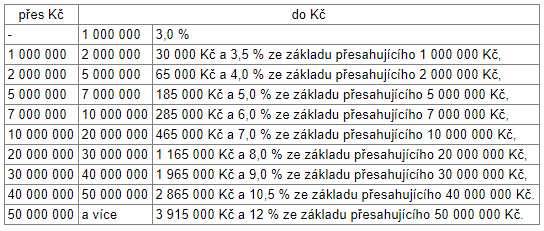 přes Kč do Kč
- 1 000 000 3,0 %
1 000 000 2 000 000 30 000 Kč a 3,5 % ze základu přesahujícího 1 000 000 Kč,
2 000 000 5 000 000 65 000 Kč a 4,0 % ze základu přesahujícího 2 000 000 Kč,
5 000 000 7 000 000 185 000 Kč a 5,0 % ze základu přesahujícího 5 000 000 Kč,
7 000 000 10 000 000 285 000 Kč a 6,0 % ze základu přesahujícího 7 000 000 Kč,
10 000 000 20 000 000 465 000 Kč a 7,0 % ze základu přesahujícího 10 000 000 Kč,
20 000 000 30 000 000 1 165 000 Kč a 8,0 % ze základu přesahujícího 20 000 000 Kč,
30 000 000 40 000 000 1 965 000 Kč a 9,0 % ze základu přesahujícího 30 000 000 Kč,
40 000 000 50 000 000 2 865 000 Kč a 10,5 % ze základu přesahujícího 40 000 000 Kč.
50 000 000 a více 3 915 000 Kč a 12 % ze základu přesahujícího 50 000 000 Kč.